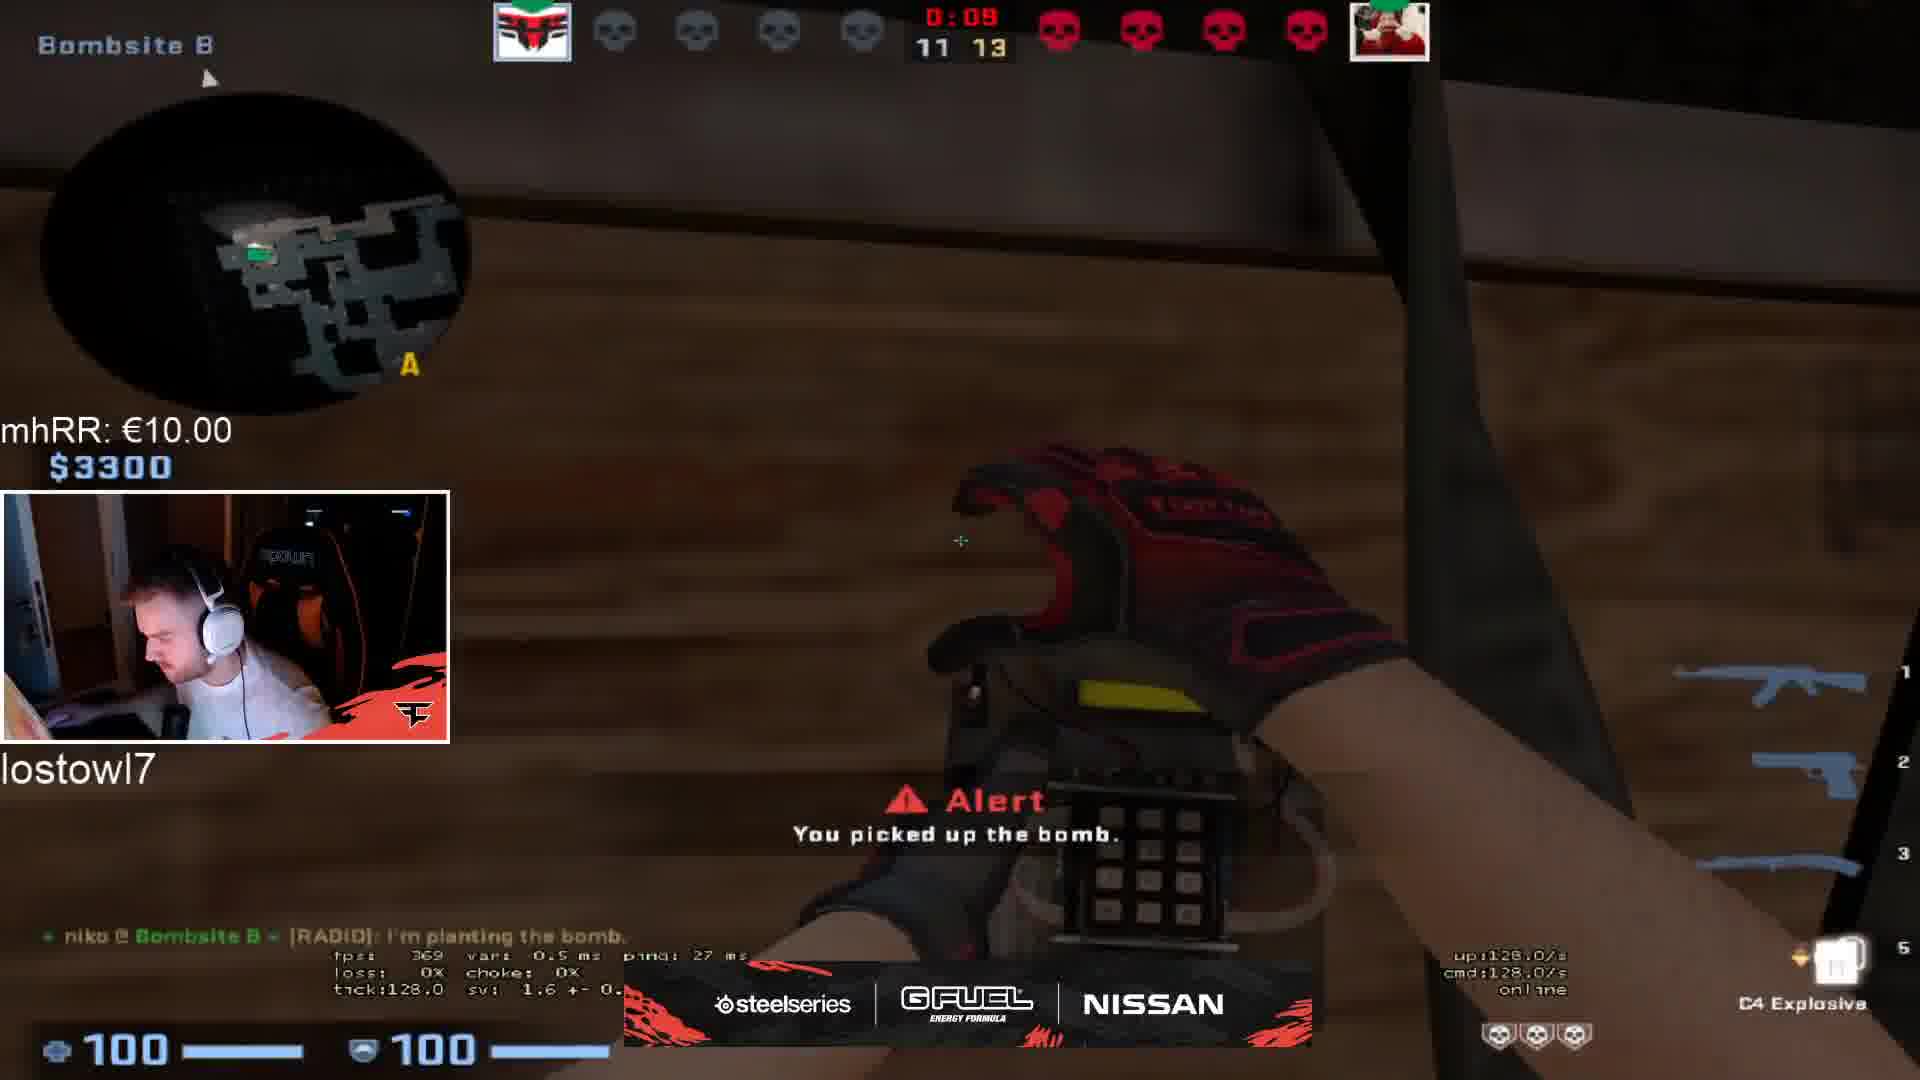 0:09
11 13
Bombsite B
A
mhRR: €10.00
$3300
lostowl7
Alert
You picked up the bomb.
niko @ Bombsite B - [RADIO]: I'm planting the bomb.
fps: 369 var: 0.5 ms ping: 27 ms
loss: 0% choke: 0%
tick:128.0 sv: 1.6 +- 0.
up:128.0/s
cmd:128.0/s
online
steelseries
GFUEL
ENERGY FORMULA
NISSAN
1
2
3
5
C4 Explosive
100
100